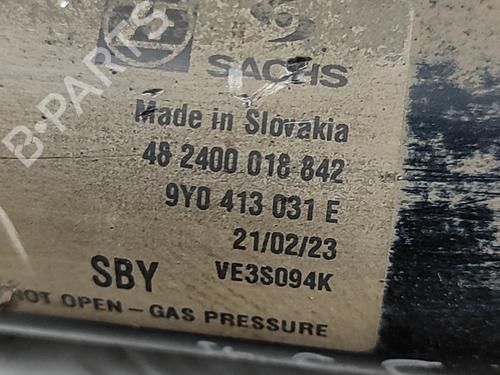 SACHS
Made in Slovakia
48 2400 018 842
9Y0 413 031 E
21/02/23
SBY VE3S094K
NOT OPEN - GAS PRESSURE
B-PARTS